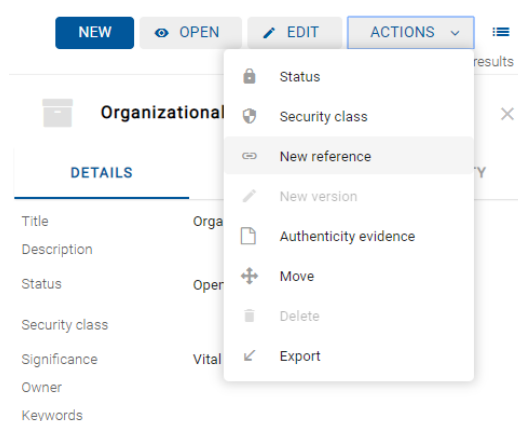 NEW OPEN EDIT ACTIONS
results
Status
Organizational
Security class
New reference
DETAILS
Y
New version
Title Orga
Authenticity evidence
Description
Move
Status Open
Delete
Security class
Export
Significance Vital
Owner
Keywords